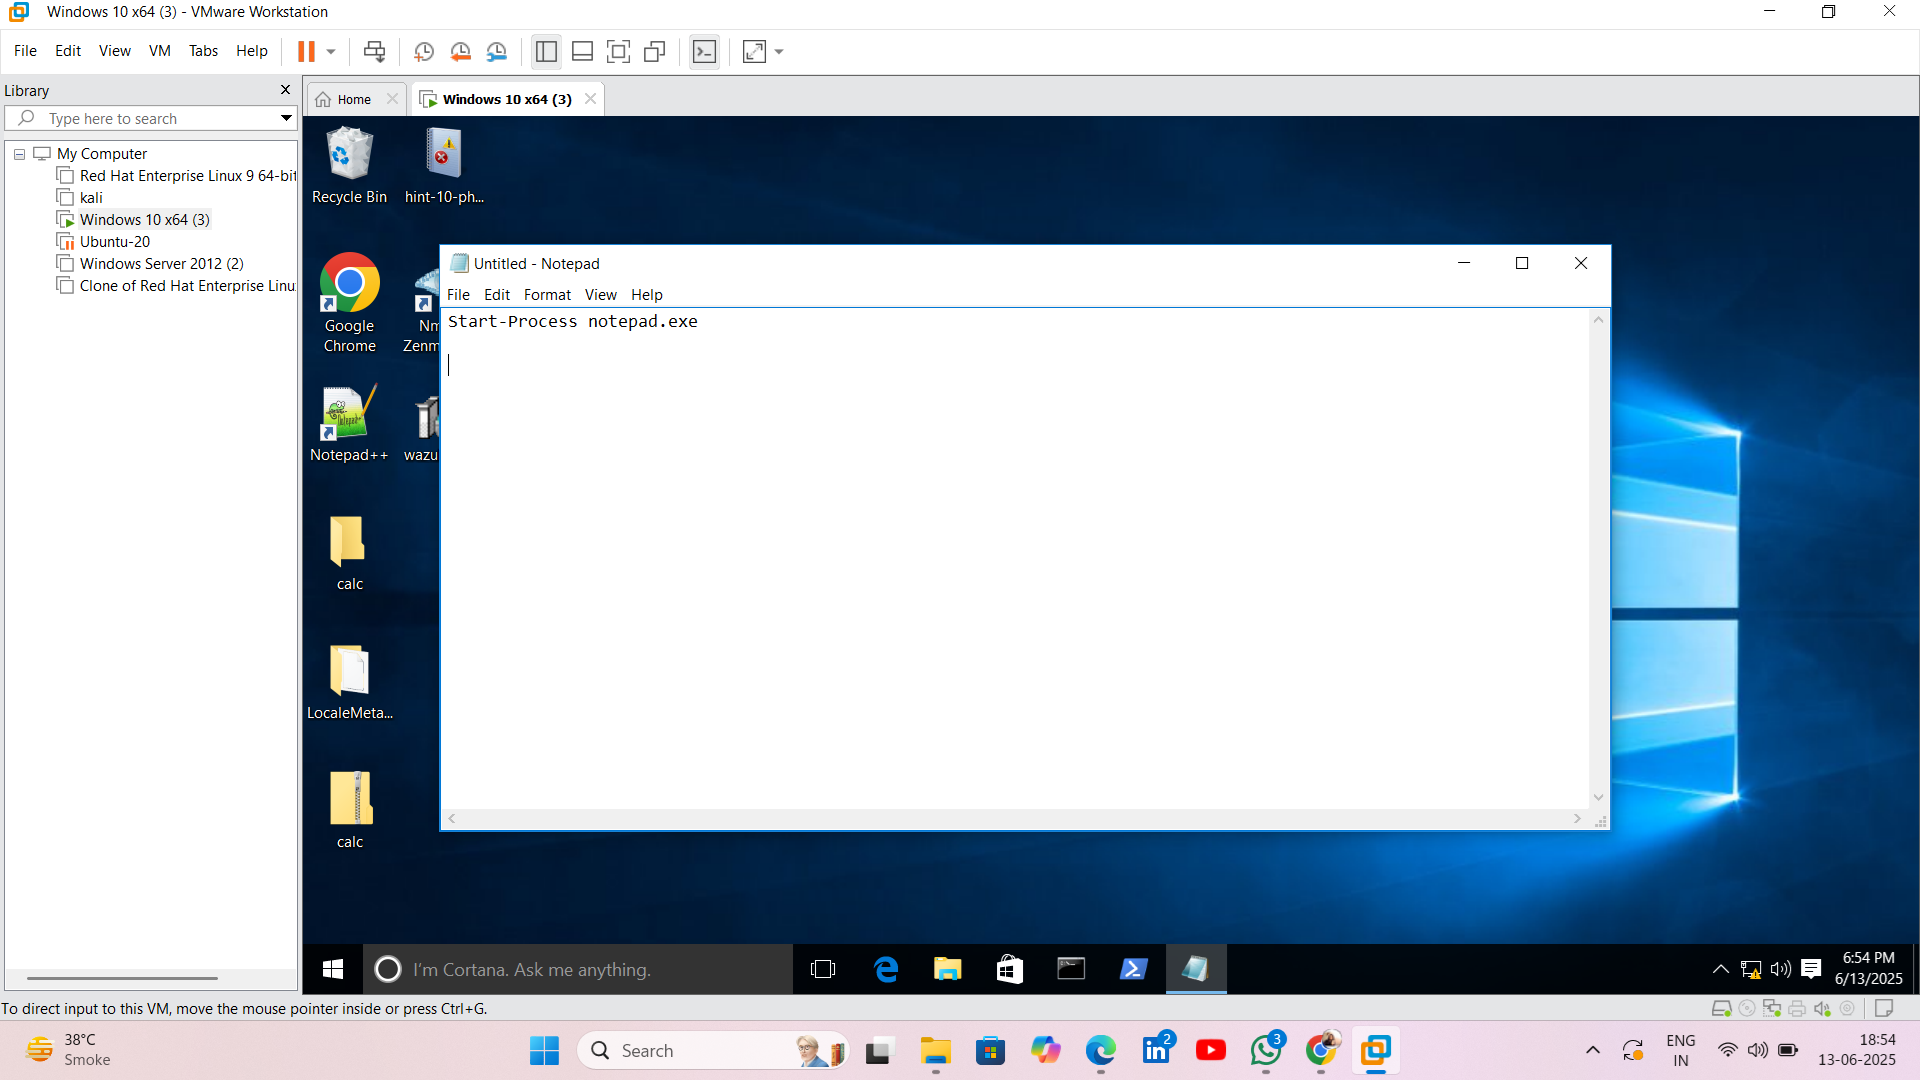 Windows 10 x64 (3) - VMware Workstation
File Edit View VM Tabs Help
Library
Type here to search
My Computer
Red Hat Enterprise Linux 9 64-bit
kali
Windows 10 x64 (3)
Ubuntu-20
Windows Server 2012 (2)
Clone of Red Hat Enterprise Linu
Home
Windows 10 x64 (3)
Recycle Bin
hint-10-ph...
Google
Chrome
Nm
Zenm
Notepad++
wazu
calc
LocaleMeta...
calc
Untitled - Notepad
File Edit Format View Help
Start-Process notepad.exe
I'm Cortana. Ask me anything.
6:54 PM
6/13/2025
To direct input to this VM, move the mouse pointer inside or press Ctrl+G.
38°C
Smoke
Search
2
3
ENG
IN
18:54
13-06-2025